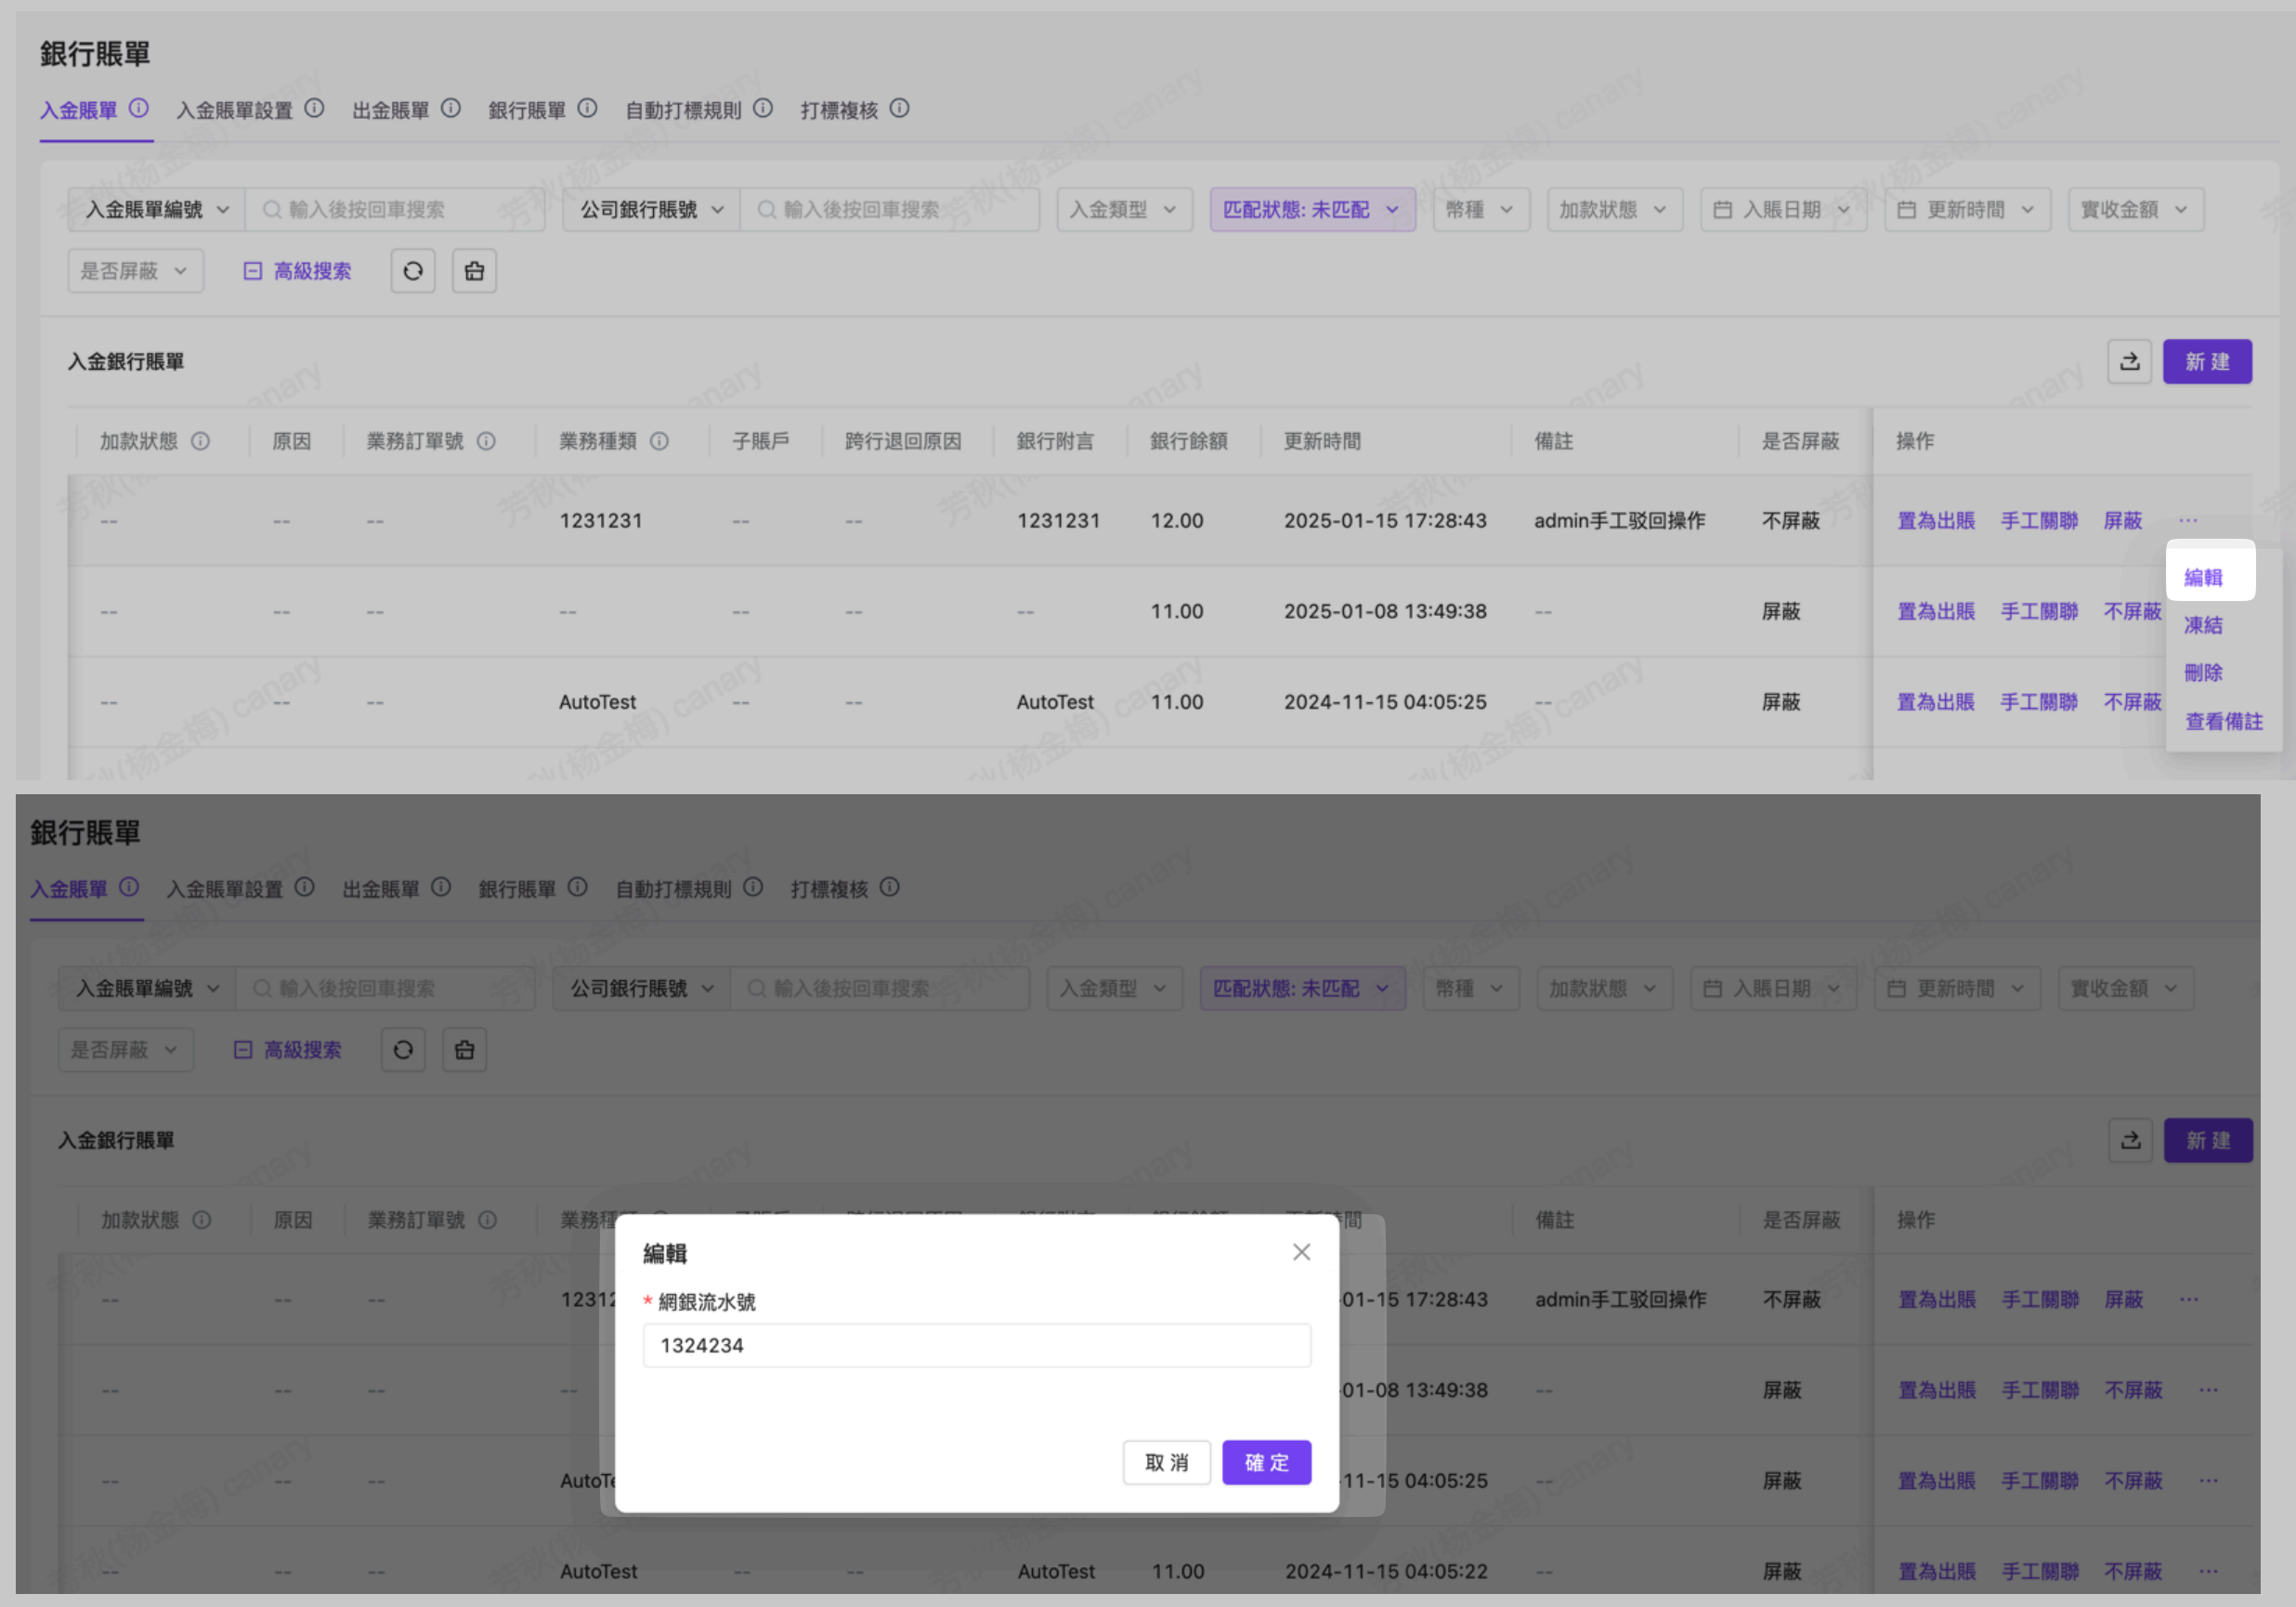 銀行賬單
入金賬單 入金賬單設置 出金賬單 銀行賬單 自動打標規則 打標複核
入金賬單編號 輸入後按回車搜索 公司銀行賬號 輸入後按回車搜索 入金類型 匹配狀態: 未匹配 幣種 加款狀態 入賬日期 更新時間 實收金額
是否屏蔽 高級搜索
入金銀行賬單 新建
加款狀態 原因 業務訂單號 業務種類 子賬戶 跨行退回原因 銀行附言 銀行餘額 更新時間 備註 是否屏蔽 操作
-- -- -- 1231231 -- -- 1231231 12.00 2025-01-15 17:28:43 admin手工驳回操作 不屏蔽 置為出賬 手工關聯 屏蔽 ...
編輯
-- -- -- -- -- -- -- 11.00 2025-01-08 13:49:38 -- 屏蔽 置為出賬 手工關聯 不屏蔽
凍結
刪除
-- -- -- AutoTest -- -- AutoTest 11.00 2024-11-15 04:05:25 -- 屏蔽 置為出賬 手工關聯 不屏蔽
查看備註
芳秋(杨金梅) canary
銀行賬單
入金賬單 入金賬單設置 出金賬單 銀行賬單 自動打標規則 打標複核
入金賬單編號 輸入後按回車搜索 公司銀行賬號 輸入後按回車搜索 入金類型 匹配狀態: 未匹配 幣種 加款狀態 入賬日期 更新時間 實收金額
是否屏蔽 高級搜索
入金銀行賬單 新建
加款狀態 原因 業務訂單號 業務種 間 備註 是否屏蔽 操作
編輯
* 網銀流水號
-- -- -- 1231 -01-15 17:28:43 admin手工驳回操作 不屏蔽 置為出賬 手工關聯 屏蔽 ...
1324234
-- -- -- -- -01-08 13:49:38 -- 屏蔽 置為出賬 手工關聯 不屏蔽 ...
取消 確定
-- -- -- AutoTe 11-15 04:05:25 -- 屏蔽 置為出賬 手工關聯 不屏蔽 ...
-- -- -- AutoTest -- -- AutoTest 11.00 2024-11-15 04:05:22 -- 屏蔽 置為出賬 手工關聯 不屏蔽 ...